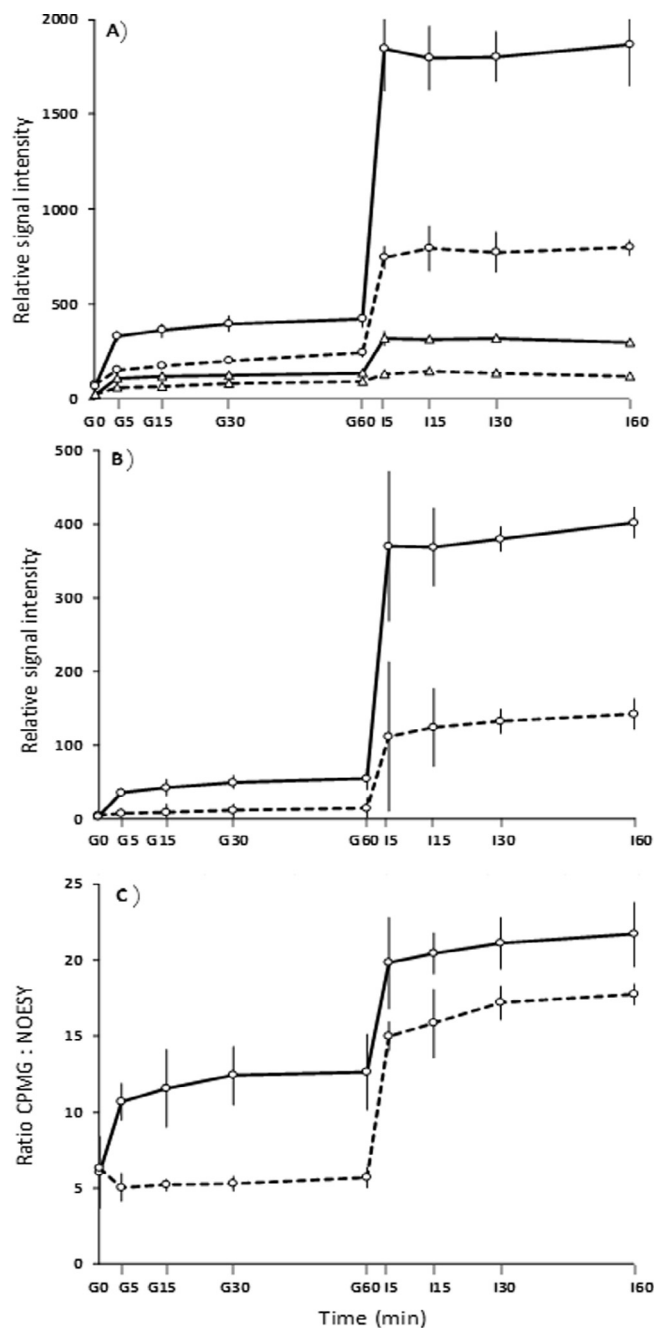 A)
Relative signal intensity
2000
1500
1000
500
0
G0 G5 G15 G30 G60 I5 I15 I30 I60
B)
Relative signal intensity
500
400
300
200
100
0
G0 G5 G15 G30 G60 I5 I15 I30 I60
C)
Ratio CPMG : NOESY
25
20
15
10
5
0
G0 G5 G15 G30 G60 I5 I15 I30 I60
Time (min)